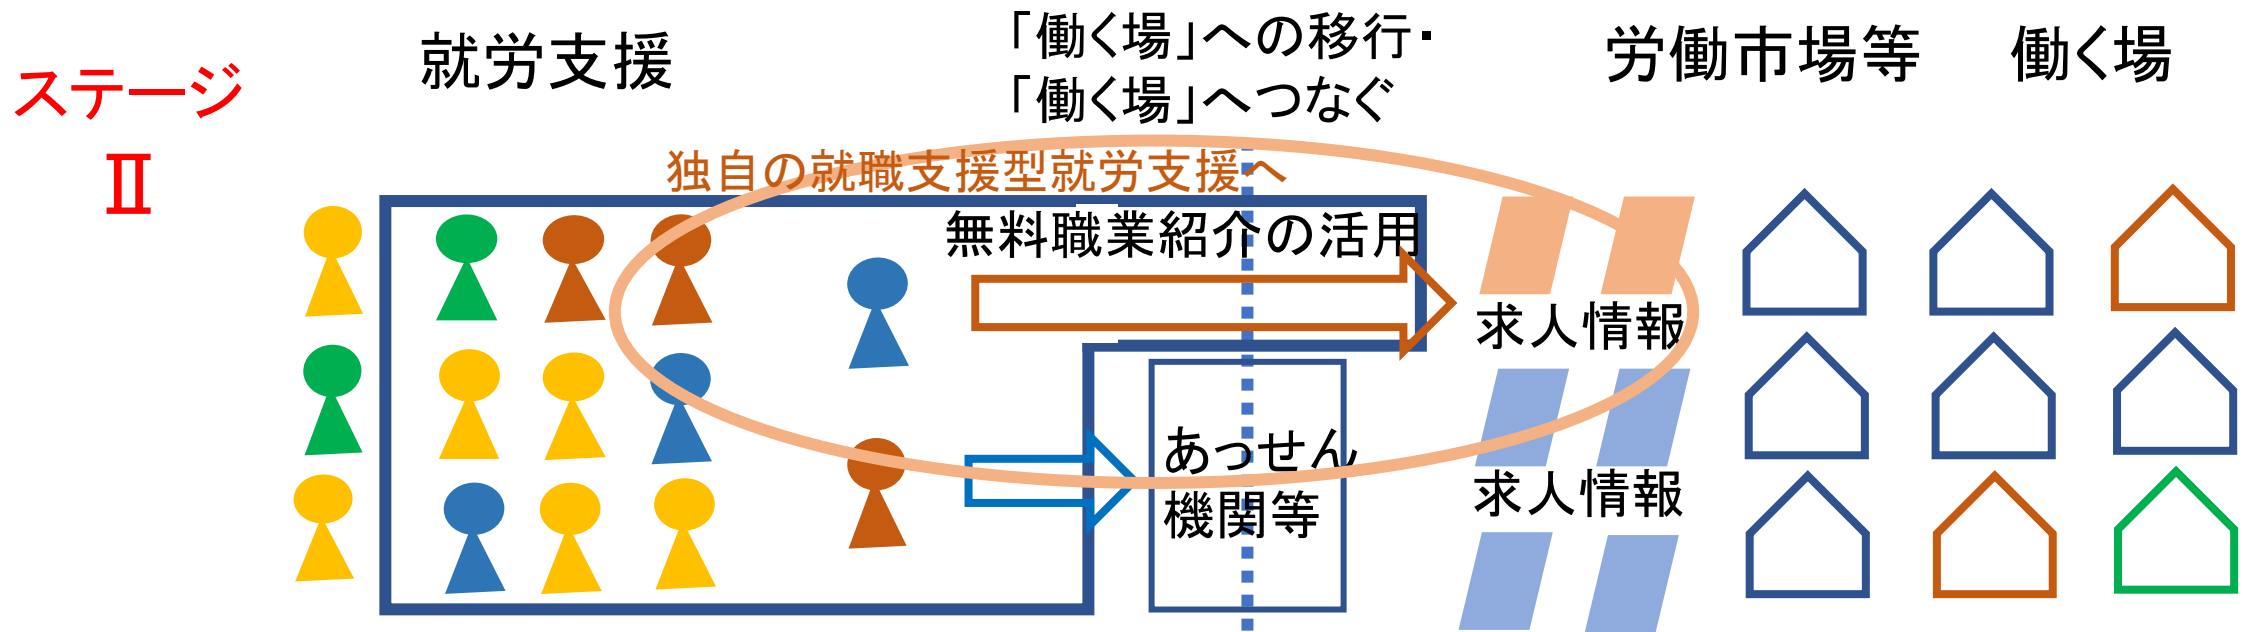 ステージ
Ⅱ
就労支援
「働く場」への移行・
「働く場」へつなぐ
労働市場等
働く場
独自の就職支援型就労支援へ
無料職業紹介の活用
求人情報
あっせん
機関等
求人情報